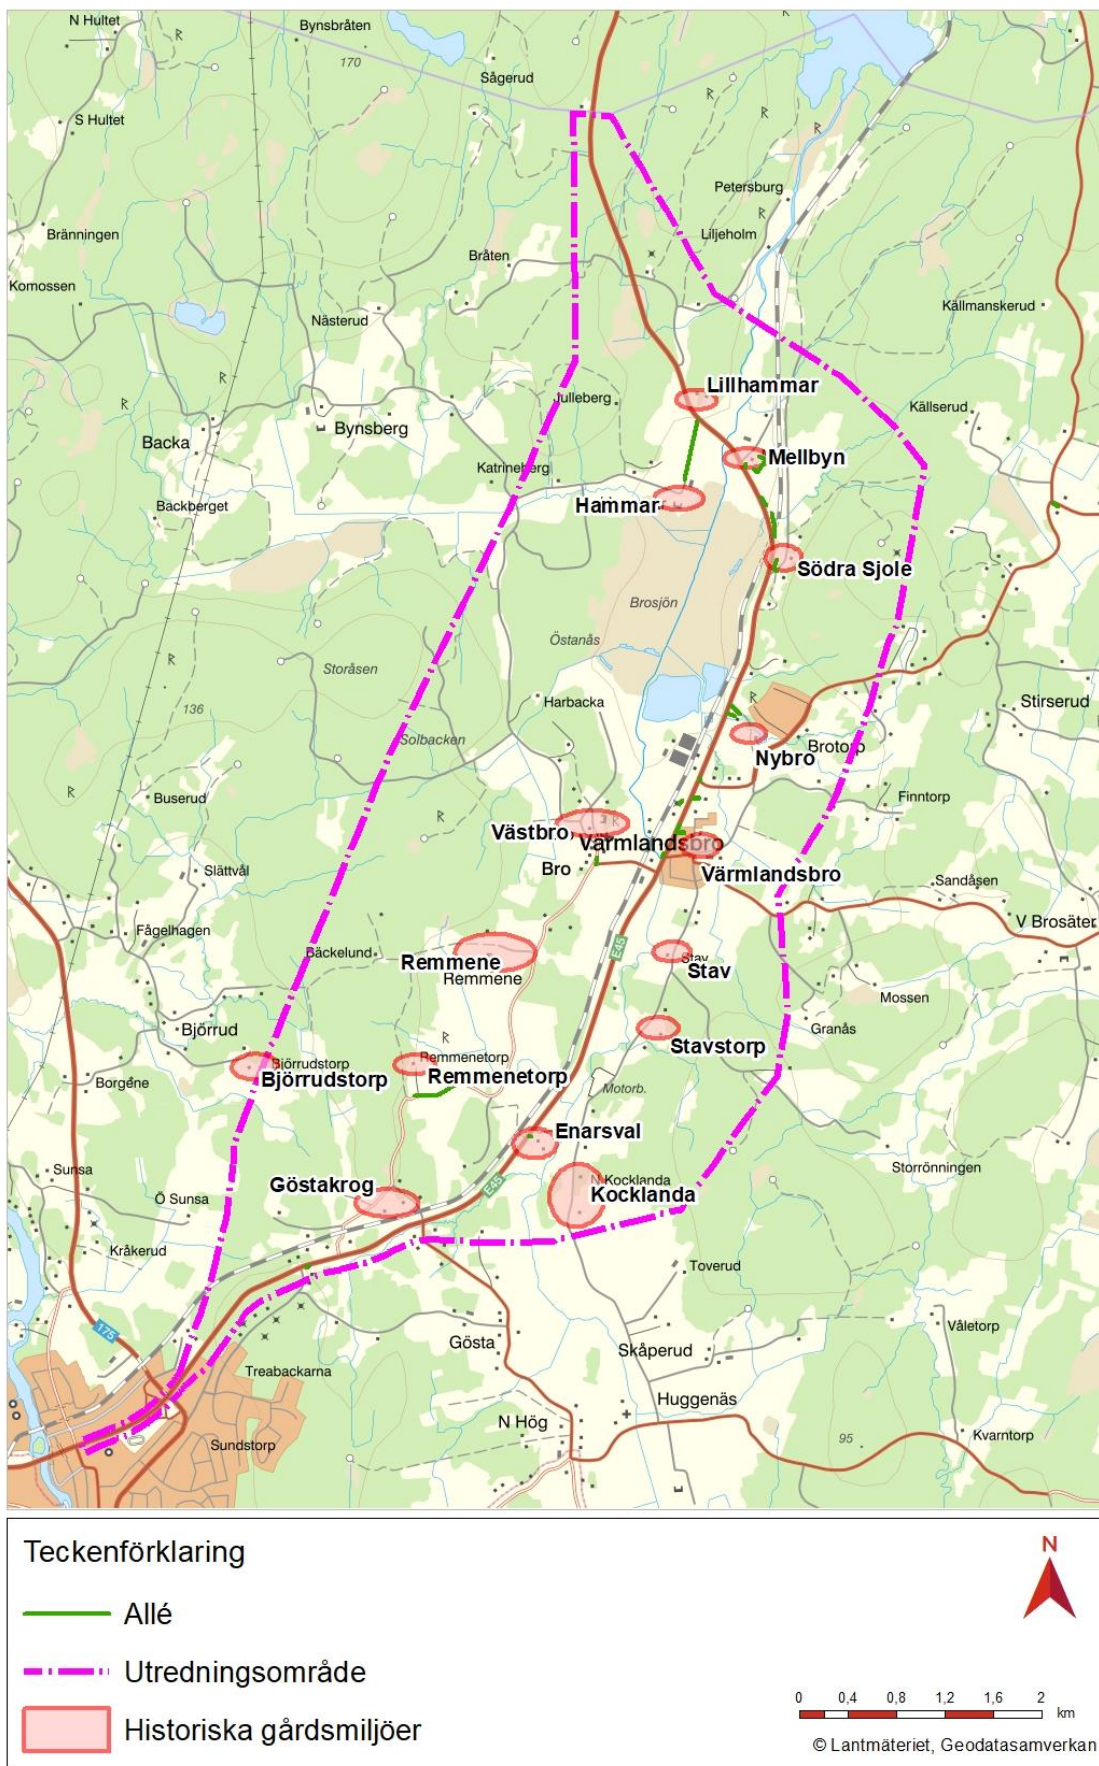 N Hultet
Bynsbråten
170
Sågerud
S Hultet
Petersburg
Liljeholm
Bränningen
Bråten
Komossen
Källmanskerud
Nästerud
Lillhammar
Julleberg
Källserud
Backa
Bynsberg
Mellbyn
Katrineberg
Backberget
Hammar
Södra Sjole
Brosjön
Östanås
Storåsen
Harbacka
Stirserud
136
Solbacken
Brotorp
Nybro
Buserud
Finntorp
Västbro
Värmlandsbro
Bro
Värmlandsbro
Slättvål
Sandåsen
V Brosäter
Fågelhagen
Bäckelund
E45
Remmene
Remmene
Stav
Stav
Mossen
Björrud
Granås
Stavstorp
Björrudstorp
Björrudstorp
Remmenetorp
Remmenetorp
Borgene
Motorb.
Enarsval
Sunsa
Storrönningen
Göstakrog
E45
N Kocklanda
Kocklanda
Ö Sunsa
Kråkerud
Toverud
175
Gösta
Våletorp
Skåperud
Treabackarna
Huggenäs
N Hög
Sundstorp
95
Kvarntorp
Teckenförklaring
N
Allé
Utredningsområde
0 0,4 0,8 1,2 1,6 2
km
Historiska gårdsmiljöer
© Lantmäteriet, Geodatasamverkan